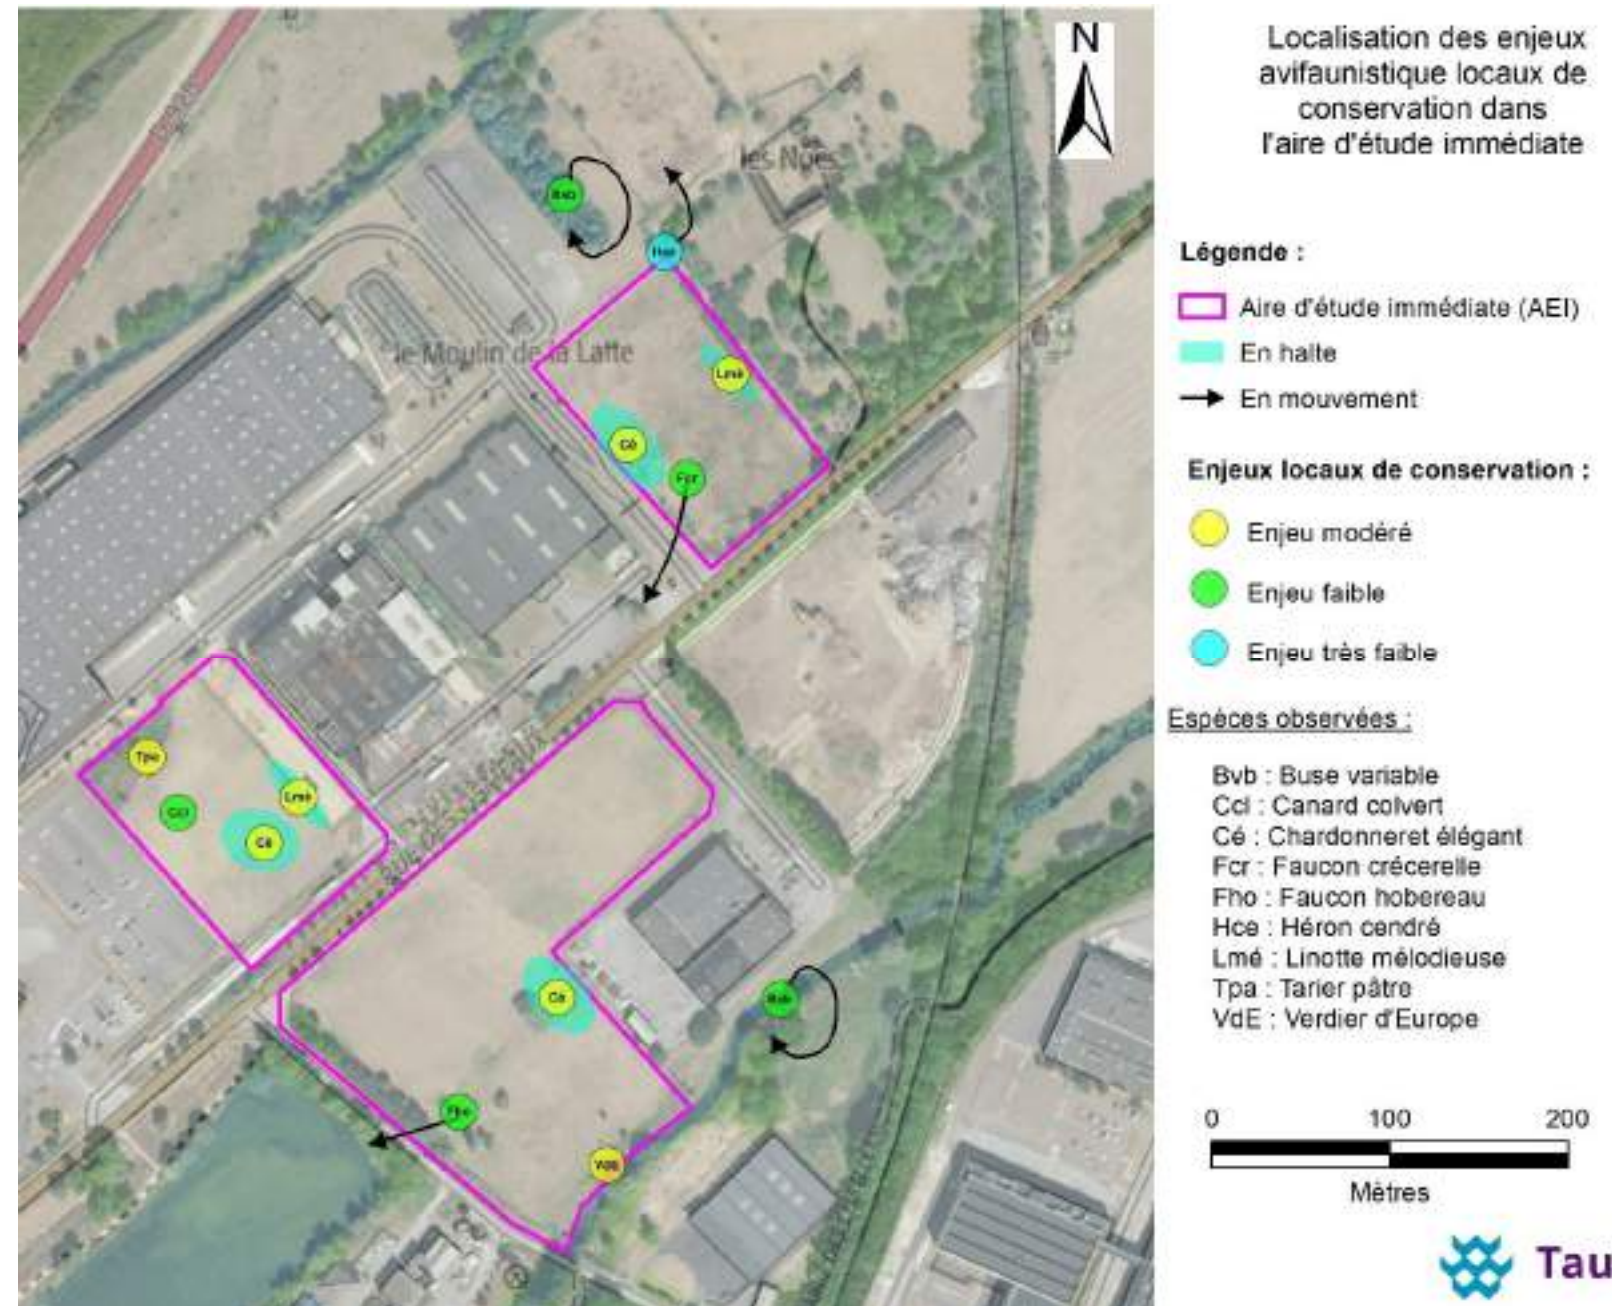 Localisation des enjeux
avifaunistique locaux de
conservation dans
l'aire d'étude immédiate
N
les Noës
le Moulin de la Latte
Légende :
Aire d'étude immédiate (AEI)
En halte
En mouvement
Enjeux locaux de conservation :
Enjeu modéré
Enjeu faible
Enjeu très faible
Espèces observées :
Bvb : Buse variable
Ccl : Canard colvert
Cé : Chardonneret élégant
Fcr : Faucon crécerelle
Fho : Faucon hobereau
Hce : Héron cendré
Lmé : Linotte mélodieuse
Tpa : Tarier pâtre
VdE : Verdier d'Europe
0 100 200
Mètres
Tau
Bvb
Hce
Lmé
Cé
Fcr
Tpa
Ccl
Lmé
Cé
Cé
Bvb
Fho
VdE